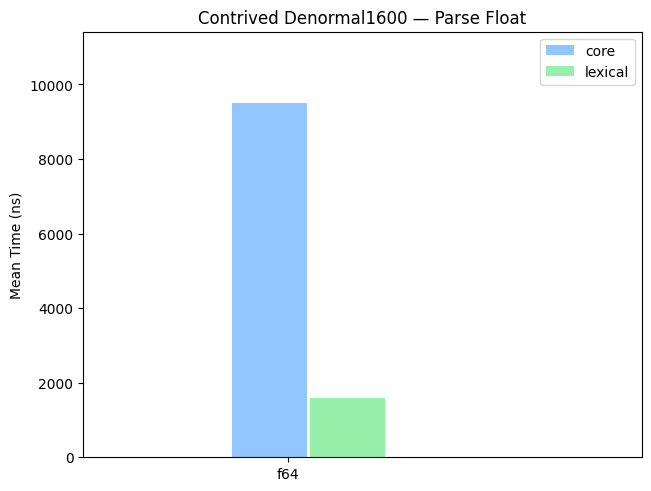 Contrived Denormal1600 — Parse Float
core
lexical
Mean Time (ns)
10000
8000
6000
4000
2000
0
f64